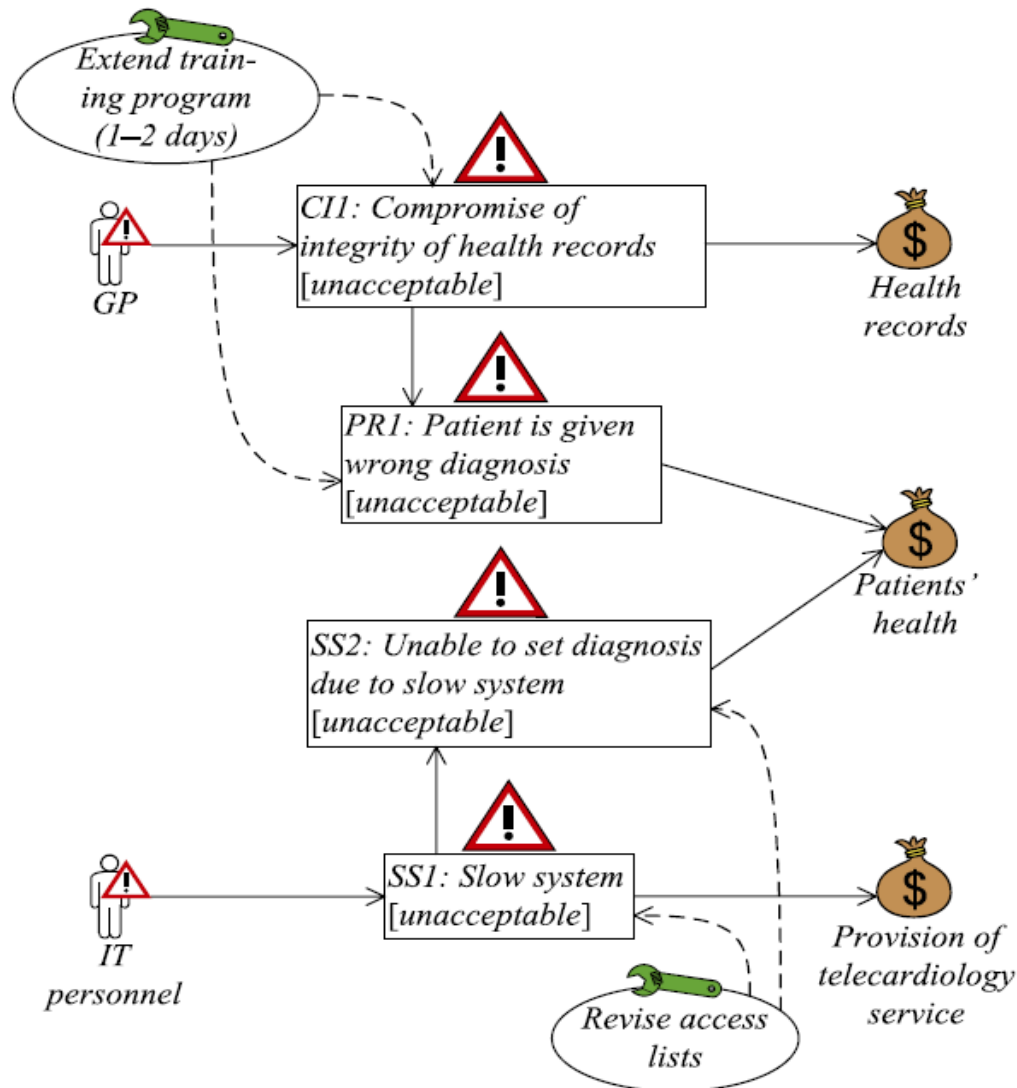 Extend train-
ing program
(1–2 days)
CI1: Compromise of
integrity of health records
[unacceptable]
GP
$
Health
records
PR1: Patient is given
wrong diagnosis
[unacceptable]
$
Patients’
health
SS2: Unable to set diagnosis
due to slow system
[unacceptable]
SS1: Slow system
[unacceptable]
IT
personnel
$
Provision of
telecardiology
service
Revise access
lists